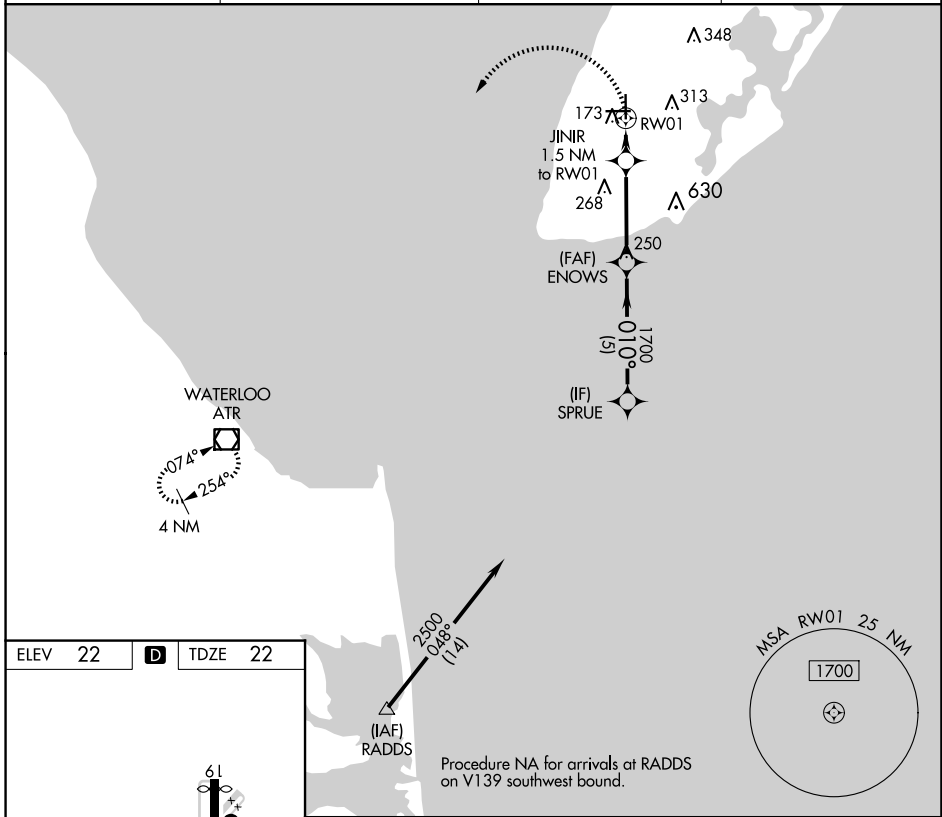 348
313
173
RW01
JINIR
1.5 NM
to RW01
268
630
250
(FAF)
ENOWS
1700
010°
(5)
(IF)
SPRUE
WATERLOO
ATR
074°
254°
4 NM
2500
048°
(14)
(IAF)
RADDS
Procedure NA for arrivals at RADDS
on V139 southwest bound.
MSA RW01 25 NM
1700
ELEV 22 D TDZE 22
19